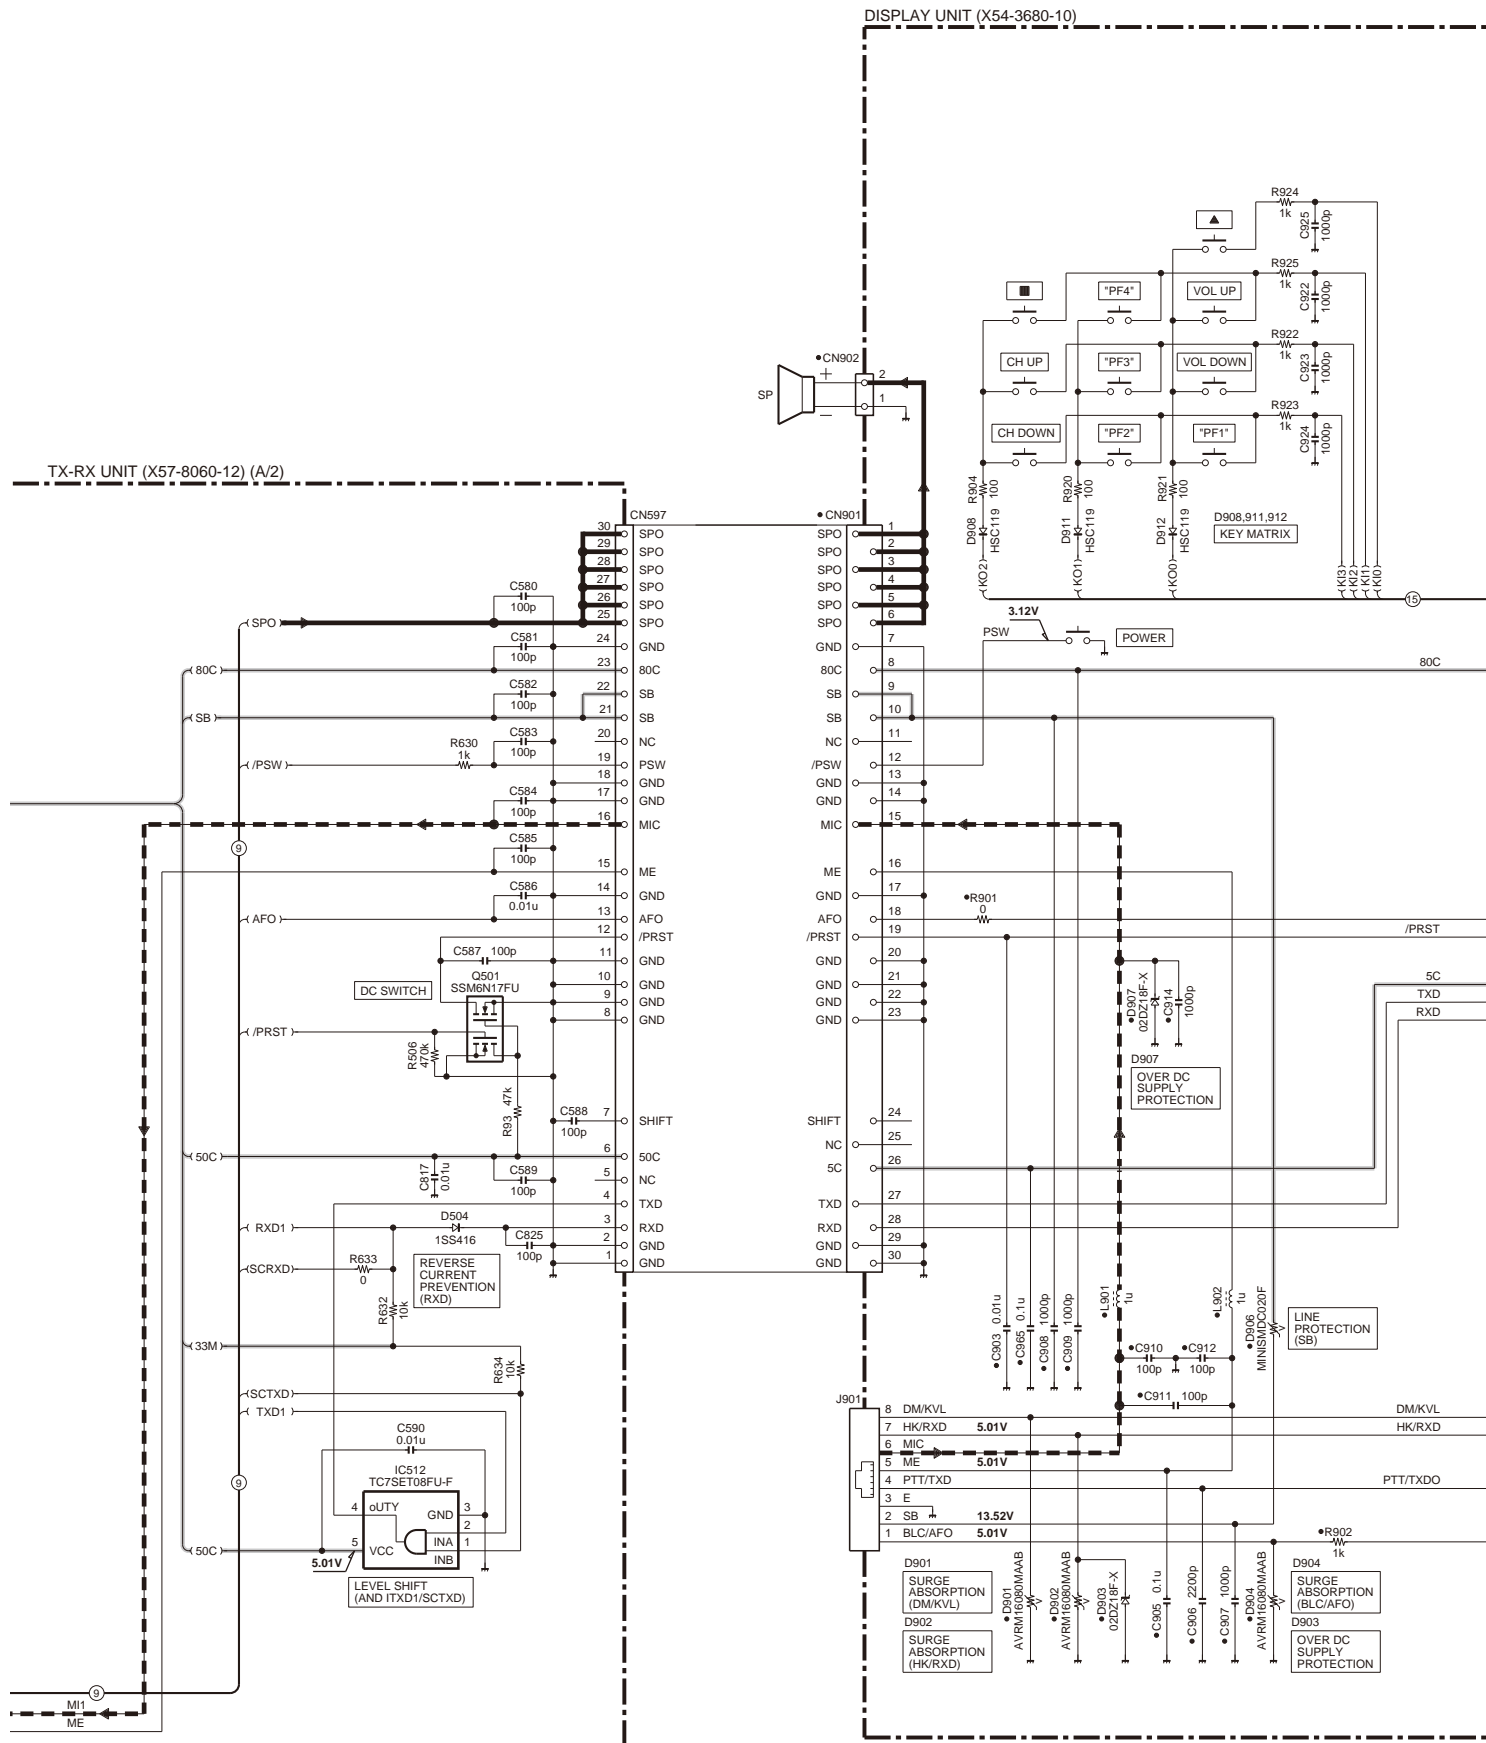 DISPLAY UNIT (X54-3680-10)
R924
1k
C925
1000p
▲
R925
1k
C922
1000p
"PF4"
VOL UP
R922
1k
C923
1000p
CN902
CH UP
"PF3"
VOL DOWN
+
2
SP
1
–
R923
1k
C924
1000p
CH DOWN
"PF2"
"PF1"
TX-RX UNIT (X57-8060-12) (A/2)
R904
100
R920
100
R921
100
D908
HSC119
D911
HSC119
D912
HSC119
D908,911,912
KEY MATRIX
KO2
KO1
KO0
KI3
KI2
KI1
KI0
15
CN597
CN901
30 SPO SPO 1
29 SPO SPO 2
28 SPO SPO 3
27 SPO SPO 4
26 SPO SPO 5
25 SPO SPO 6
24 GND GND 7
23 80C 80C 8
22 SB SB 9
21 SB SB 10
20 NC NC 11
19 PSW /PSW 12
18 GND GND 13
17 GND GND 14
16 MIC MIC 15
15 ME ME 16
14 GND GND 17
13 AFO AFO 18
12 /PRST /PRST 19
11 GND GND 20
10 GND GND 21
9 GND GND 22
8 GND GND 23
7 SHIFT SHIFT 24
NC 25
6 50C 5C 26
5 NC
4 TXD TXD 27
3 RXD RXD 28
2 GND GND 29
1 GND GND 30
C580
100p
SPO
C581
100p
80C
C582
100p
SB
C583
100p
R630
1k
/PSW
C584
100p
C585
100p
9
C586
0.01u
AFO
C587 100p
Q501
SSM6N17FU
DC SWITCH
/PRST
R506
470k
R93
47k
C588
100p
50C
C817
0.01u
C589
100p
RXD1
D504
1SS416
C825
100p
SCRXD
R633
0
REVERSE
CURRENT
PREVENTION
(RXD)
R632
10k
33M
R634
10k
SCTXD
TXD1
C590
0.01u
9
IC512
TC7SET08FU-F
4 oUTY
GND 3
2
5 VCC
INA 1
INB
50C
5.01V
LEVEL SHIFT
(AND ITXD1/SCTXD)
9
MI1
ME
3.12V
PSW
POWER
80C
R901
0
/PRST
5C
TXD
RXD
D907
02DZ18F-X
C914
1000p
D907
OVER DC
SUPPLY
PROTECTION
C903 0.01u
C965 0.1u
C908 1000p
C909 1000p
L901
1u
L902
1u
D906
MINISMDC020F
LINE
PROTECTION
(SB)
C910
100p
C912
100p
C911 100p
J901
8 DM/KVL
DM/KVL
7 HK/RXD 5.01V
HK/RXD
6 MIC
5 ME 5.01V
4 PTT/TXD
PTT/TXDO
3 E
2 SB 13.52V
1 BLC/AFO 5.01V
R902
1k
D901
SURGE
ABSORPTION
(DM/KVL)
D902
SURGE
ABSORPTION
(HK/RXD)
D901
AVRM16080MAAB
D902
AVRM16080MAAB
D903
02DZ18F-X
C905 0.1u
C906 2200p
C907 1000p
D904
AVRM16080MAAB
D904
SURGE
ABSORPTION
(BLC/AFO)
D903
OVER DC
SUPPLY
PROTECTION